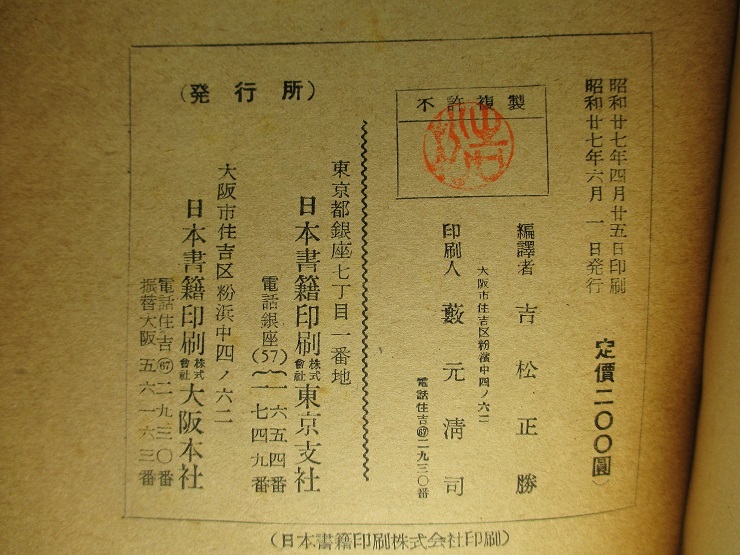 昭和廿七年四月廿五日印刷
昭和廿七年六月一日発行
定價二〇〇圓
不許複製
編譯者 吉松正勝
大阪市住吉区粉濱中四ノ六二
印刷人 藪元清司
電話住吉(67)二九三〇番
(発行所)
東京都銀座七丁目一番地
日本書籍印刷株式會社東京支社
電話銀座(57){一六五四番
一七四九番
大阪市住吉区粉浜中四ノ六二
日本書籍印刷株式會社大阪本社
電話住吉(67)二九三〇番
振替大阪 五六一六三番
(日本書籍印刷株式会社印刷)